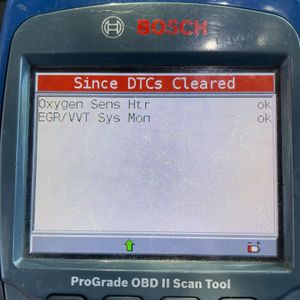 BOSCH
Since DTCs Cleared
Oxygen Sens Htr ok
EGR/VVT Sys Mon ok
ProGrade OBD II Scan Tool